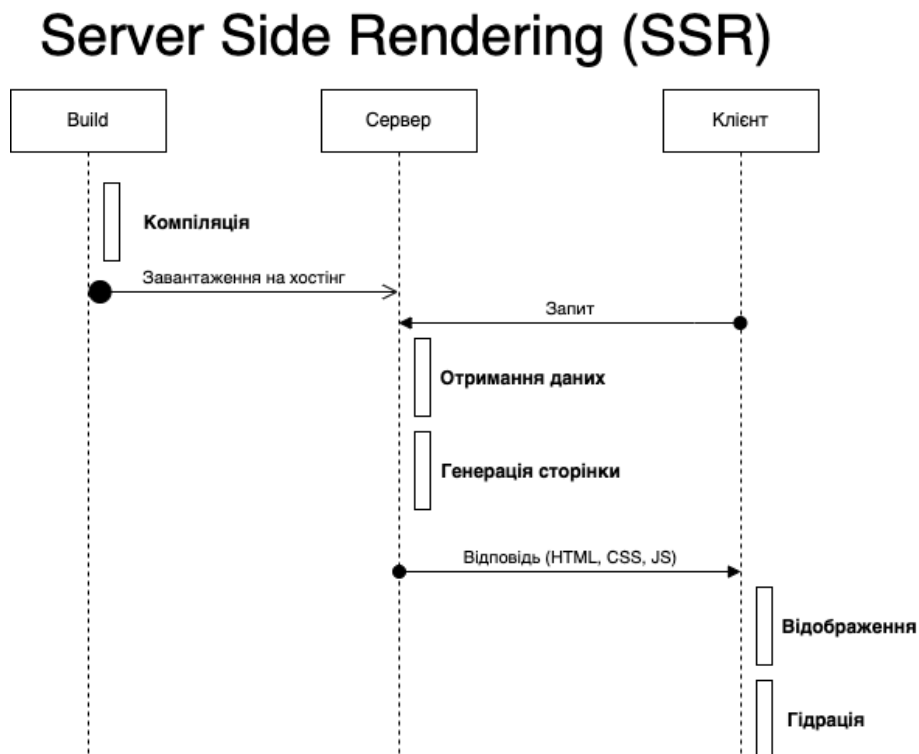 Server Side Rendering (SSR)
Build
Сервер
Клієнт
Компіляція
Завантаження на хостінг
Запит
Отримання даних
Генерація сторінки
Відповідь (HTML, CSS, JS)
Відображення
Гідрація